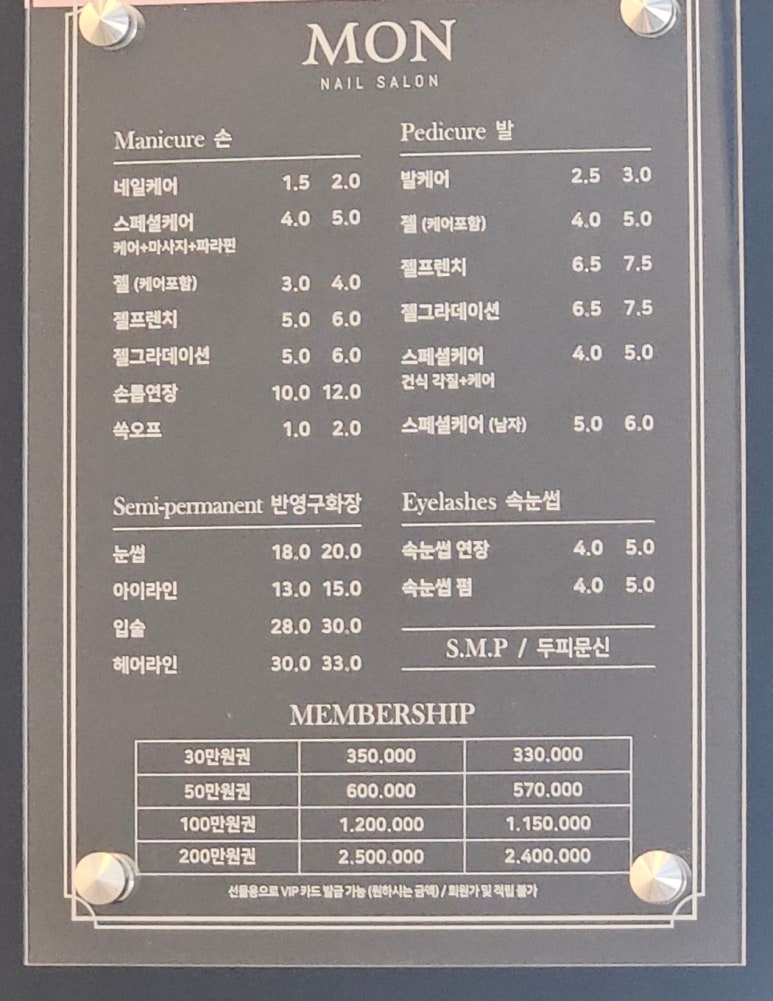 MON
NAIL SALON
Manicure 손
네일케어 1.5 2.0
스페셜케어 4.0 5.0
케어+마사지+파라핀
젤 (케어포함) 3.0 4.0
젤프렌치 5.0 6.0
젤그라데이션 5.0 6.0
손톱연장 10.0 12.0
쏙오프 1.0 2.0
Pedicure 발
발케어 2.5 3.0
젤 (케어포함) 4.0 5.0
젤프렌치 6.5 7.5
젤그라데이션 6.5 7.5
스페셜케어 4.0 5.0
건식 각질+케어
스페셜케어 (남자) 5.0 6.0
Semi-permanent 반영구화장
눈썹 18.0 20.0
아이라인 13.0 15.0
입술 28.0 30.0
헤어라인 30.0 33.0
Eyelashes 속눈썹
속눈썹 연장 4.0 5.0
속눈썹 펌 4.0 5.0
S.M.P / 두피문신
MEMBERSHIP
30만원권 350.000 330.000
50만원권 600.000 570.000
100만원권 1.200.000 1.150.000
200만원권 2.500.000 2.400.000
선물용으로 VIP 카드 발급 가능 (원하시는 금액) / 회원가 및 적립 불가